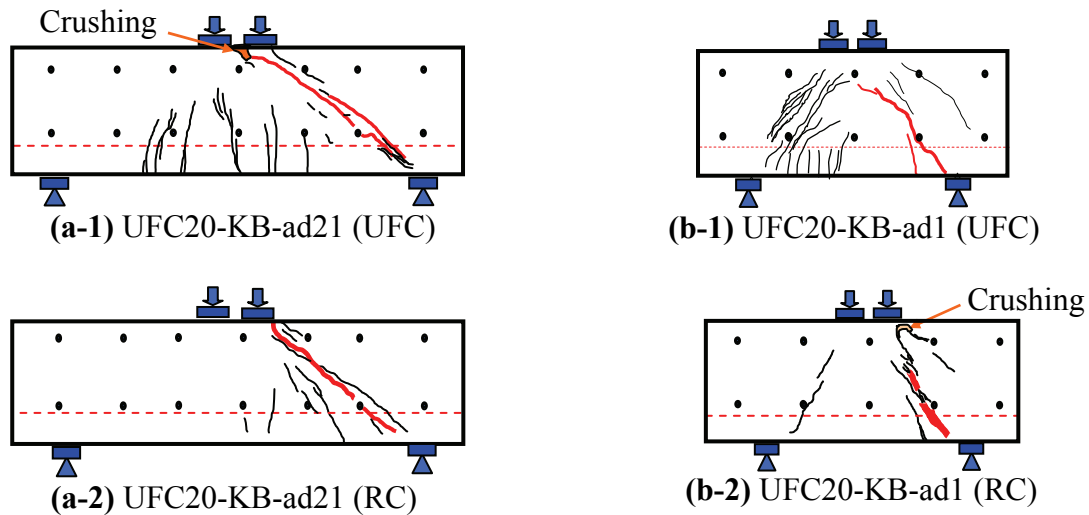 Crushing
(a-1) UFC20-KB-ad21 (UFC)
(b-1) UFC20-KB-ad1 (UFC)
Crushing
(a-2) UFC20-KB-ad21 (RC)
(b-2) UFC20-KB-ad1 (RC)